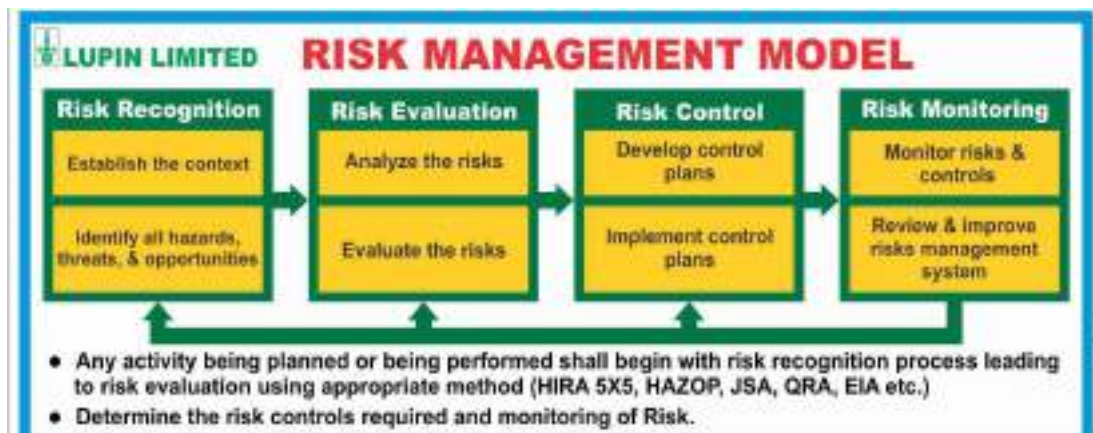 LUPIN LIMITED
RISK MANAGEMENT MODEL
Risk Recognition
Establish the context
Identify all hazards,
threats, & opportunities
Risk Evaluation
Analyze the risks
Evaluate the risks
Risk Control
Develop control
plans
Implement control
plans
Risk Monitoring
Monitor risks &
controls
Review & improve
risks management
system
● Any activity being planned or being performed shall begin with risk recognition process leading
to risk evaluation using appropriate method (HIRA 5X5, HAZOP, JSA, QRA, EIA etc.)
● Determine the risk controls required and monitoring of Risk.